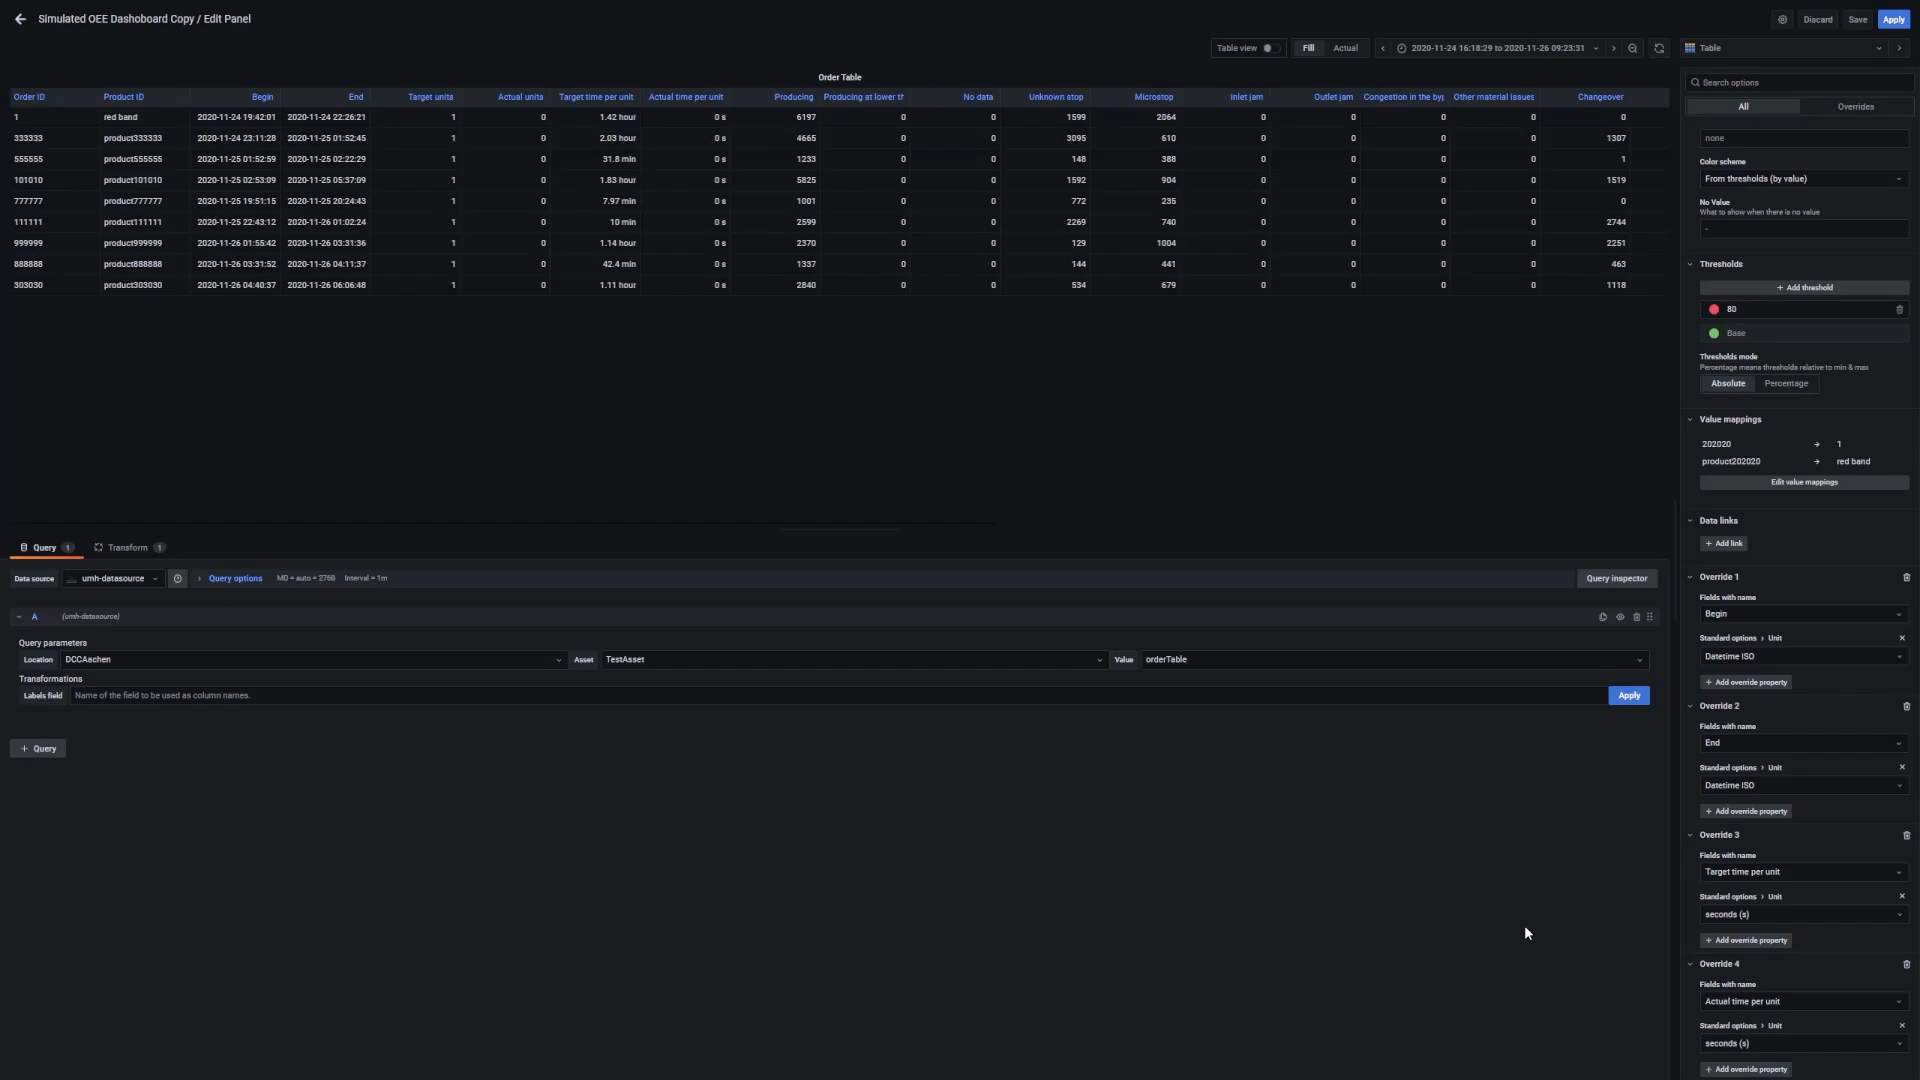 Simulated OEE Dashoboard Copy / Edit Panel
Discard Save Apply
Table view Fill Actual 2020-11-24 16:18:29 to 2020-11-26 09:23:31 Table
Order Table
Order ID Product ID Begin End Target units Actual units Target time per unit Actual time per unit Producing Producing at lower th No data Unknown stop Microstop Inlet jam Outlet jam Congestion in the byp Other material issues Changeover
1 red band 2020-11-24 19:42:01 2020-11-24 22:26:21 1 0 1.42 hour 0 s 6197 0 0 1599 2064 0 0 0 0 0
333333 product333333 2020-11-24 23:11:28 2020-11-25 01:52:45 1 0 2.03 hour 0 s 4665 0 0 3095 610 0 0 0 0 1307
555555 product555555 2020-11-25 01:52:59 2020-11-25 02:22:29 1 0 31.8 min 0 s 1233 0 0 148 388 0 0 0 0 1
101010 product101010 2020-11-25 02:53:09 2020-11-25 05:37:09 1 0 1.83 hour 0 s 5825 0 0 1592 904 0 0 0 0 1519
777777 product777777 2020-11-25 19:51:15 2020-11-25 20:24:43 1 0 7.97 min 0 s 1001 0 0 772 235 0 0 0 0 0
111111 product111111 2020-11-25 22:43:12 2020-11-26 01:02:24 1 0 10 min 0 s 2599 0 0 2269 740 0 0 0 0 2744
999999 product999999 2020-11-26 01:55:42 2020-11-26 03:31:36 1 0 1.14 hour 0 s 2370 0 0 129 1004 0 0 0 0 2251
888888 product888888 2020-11-26 03:31:52 2020-11-26 04:11:37 1 0 42.4 min 0 s 1337 0 0 144 441 0 0 0 0 463
303030 product303030 2020-11-26 04:40:37 2020-11-26 06:06:48 1 0 1.11 hour 0 s 2840 0 0 534 679 0 0 0 0 1118
Query 1 Transform 1
Data source umh-datasource Query options MD = auto = 2768 Interval = 1m Query inspector
A (umh-datasource)
Query parameters
Location DCCAachen Asset TestAsset Value orderTable
Transformations
Labels field Name of the field to be used as column names. Apply
+ Query
Search options
All Overrides
none
Color scheme
From thresholds (by value)
No Value
What to show when there is no value
-
Thresholds
+ Add threshold
80
Base
Thresholds mode
Percentage means thresholds relative to min & max
Absolute Percentage
Value mappings
202020 → 1
product202020 → red band
Edit value mappings
Data links
+ Add link
Override 1
Fields with name
Begin
Standard options > Unit
Datetime ISO
+ Add override property
Override 2
Fields with name
End
Standard options > Unit
Datetime ISO
+ Add override property
Override 3
Fields with name
Target time per unit
Standard options > Unit
seconds (s)
+ Add override property
Override 4
Fields with name
Actual time per unit
Standard options > Unit
seconds (s)
+ Add override property